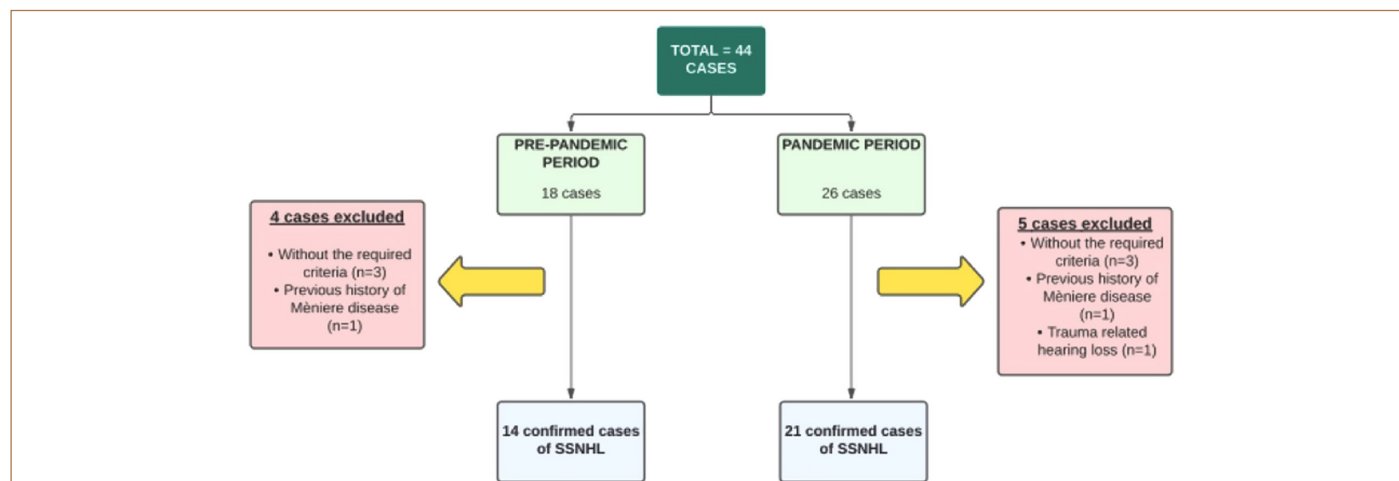 TOTAL = 44
CASES
PRE-PANDEMIC
PERIOD
18 cases
PANDEMIC PERIOD
26 cases
4 cases excluded
• Without the required
criteria (n=3)
• Previous history of
Mèniere disease
(n=1)
5 cases excluded
• Without the required
criteria (n=3)
• Previous history of
Mèniere disease
(n=1)
• Trauma related
hearing loss (n=1)
14 confirmed cases
of SSNHL
21 confirmed cases
of SSNHL